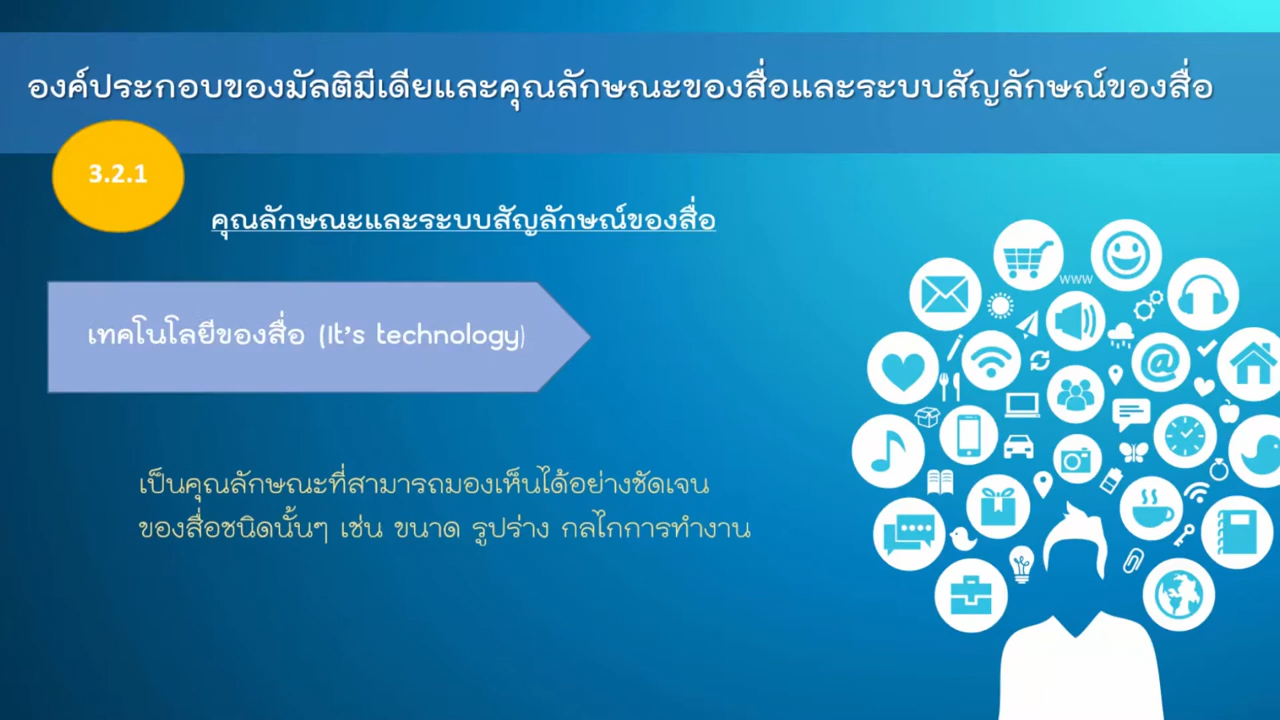 องค์ประกอบของมัลติมีเดียและคุณลักษณะของสื่อและระบบสัญลักษณ์ของสื่อ
3.2.1
คุณลักษณะและระบบสัญลักษณ์ของสื่อ
เทคโนโลยีของสื่อ (It's technology)
เป็นคุณลักษณะที่สามารถมองเห็นได้อย่างชัดเจน
ของสื่อชนิดนั้นๆ เช่น ขนาด รูปร่าง กลไกการทำงาน
www
@